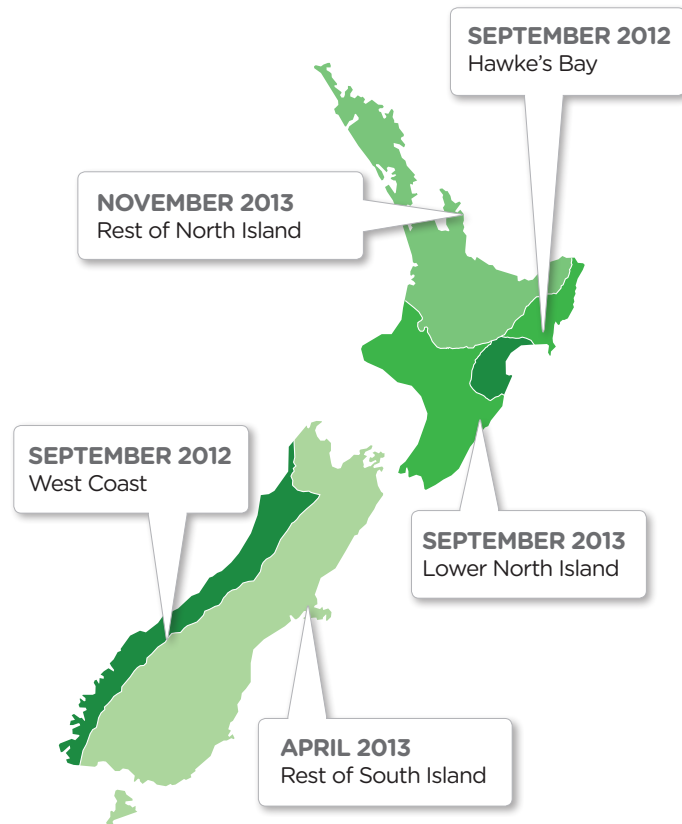 SEPTEMBER 2012
Hawke's Bay
NOVEMBER 2013
Rest of North Island
SEPTEMBER 2012
West Coast
SEPTEMBER 2013
Lower North Island
APRIL 2013
Rest of South Island